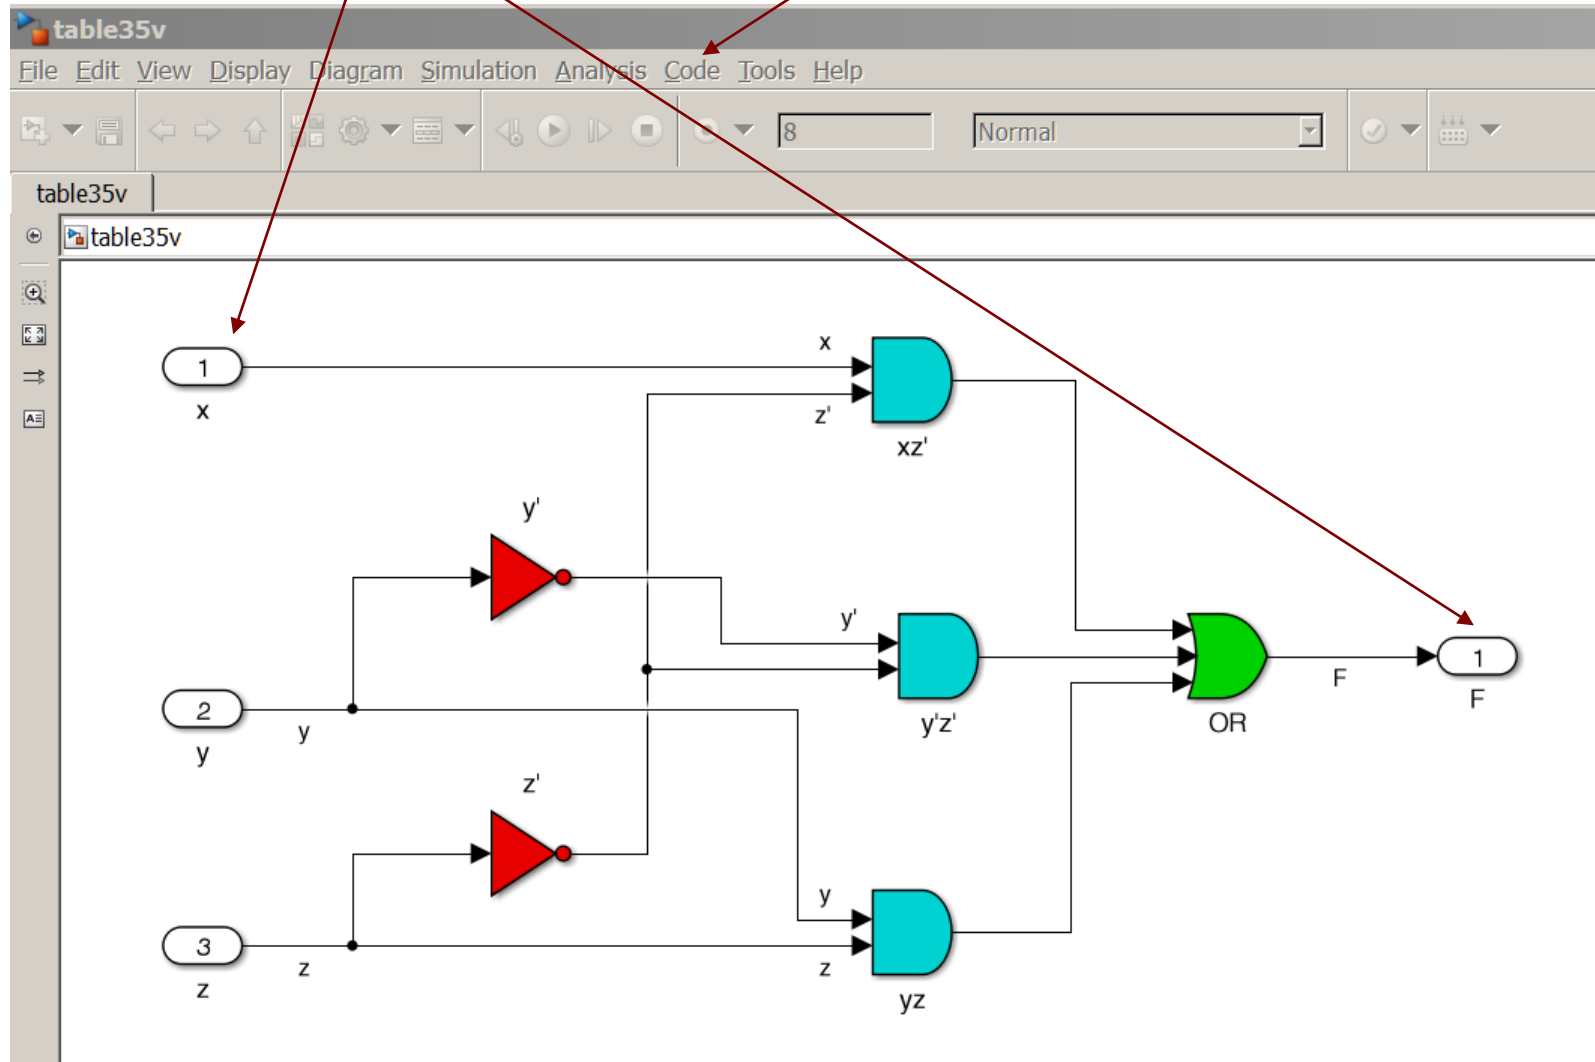 table35v
File Edit View Display Diagram Simulation Analysis Code Tools Help
8 Normal
table35v
table35v
x
1
x
z'
xz'
y'
y'
2
y
y
y'z'
OR
F
1
F
z'
y
3
z
z
z
yz